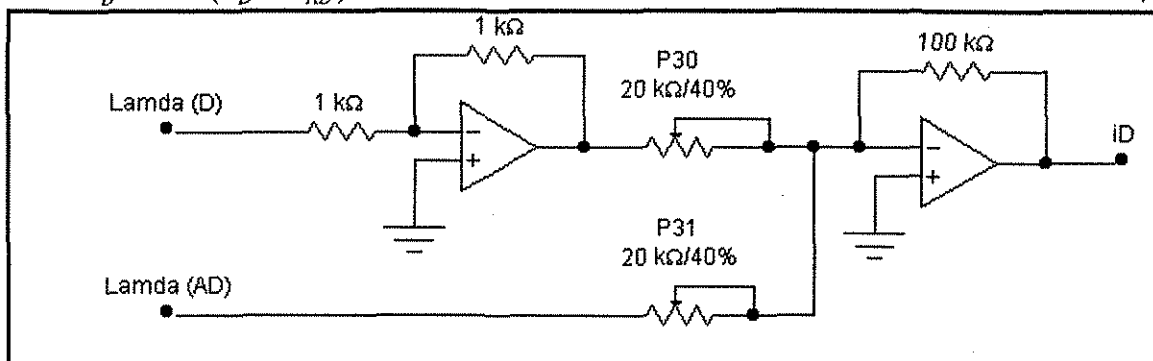 1 kΩ
100 kΩ
P30
20 kΩ/40%
Lamda (D)
1 kΩ
iD
P31
20 kΩ/40%
Lamda (AD)